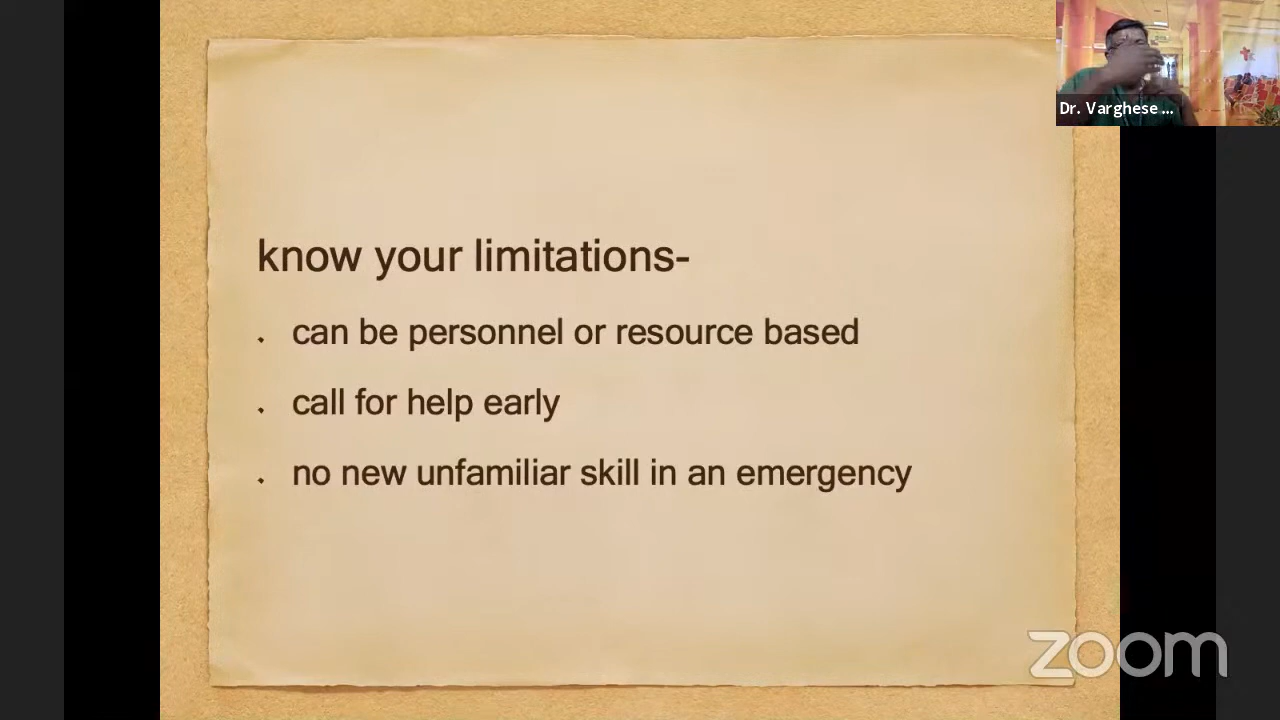 Dr. Varghese ...
know your limitations-
can be personnel or resource based
call for help early
no new unfamiliar skill in an emergency
zoom